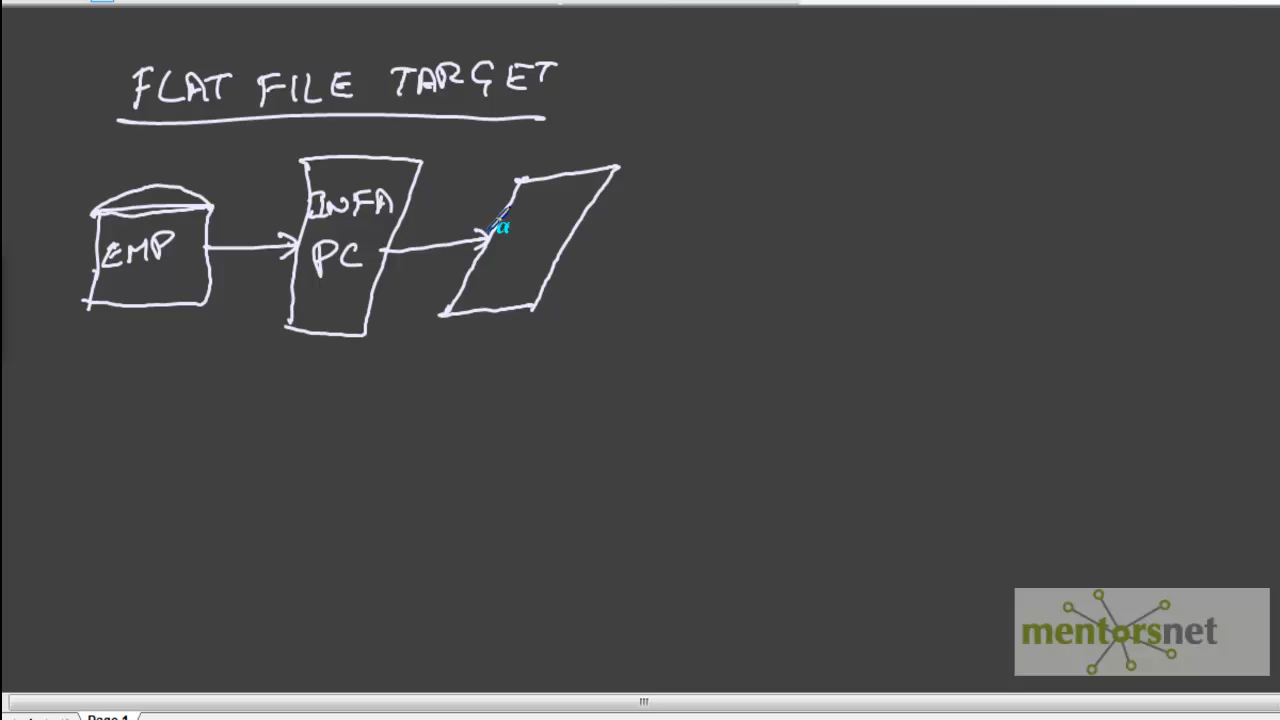 FLAT FILE TARGET
EMP
INFA
PC
a
mentorsnet
Page 1